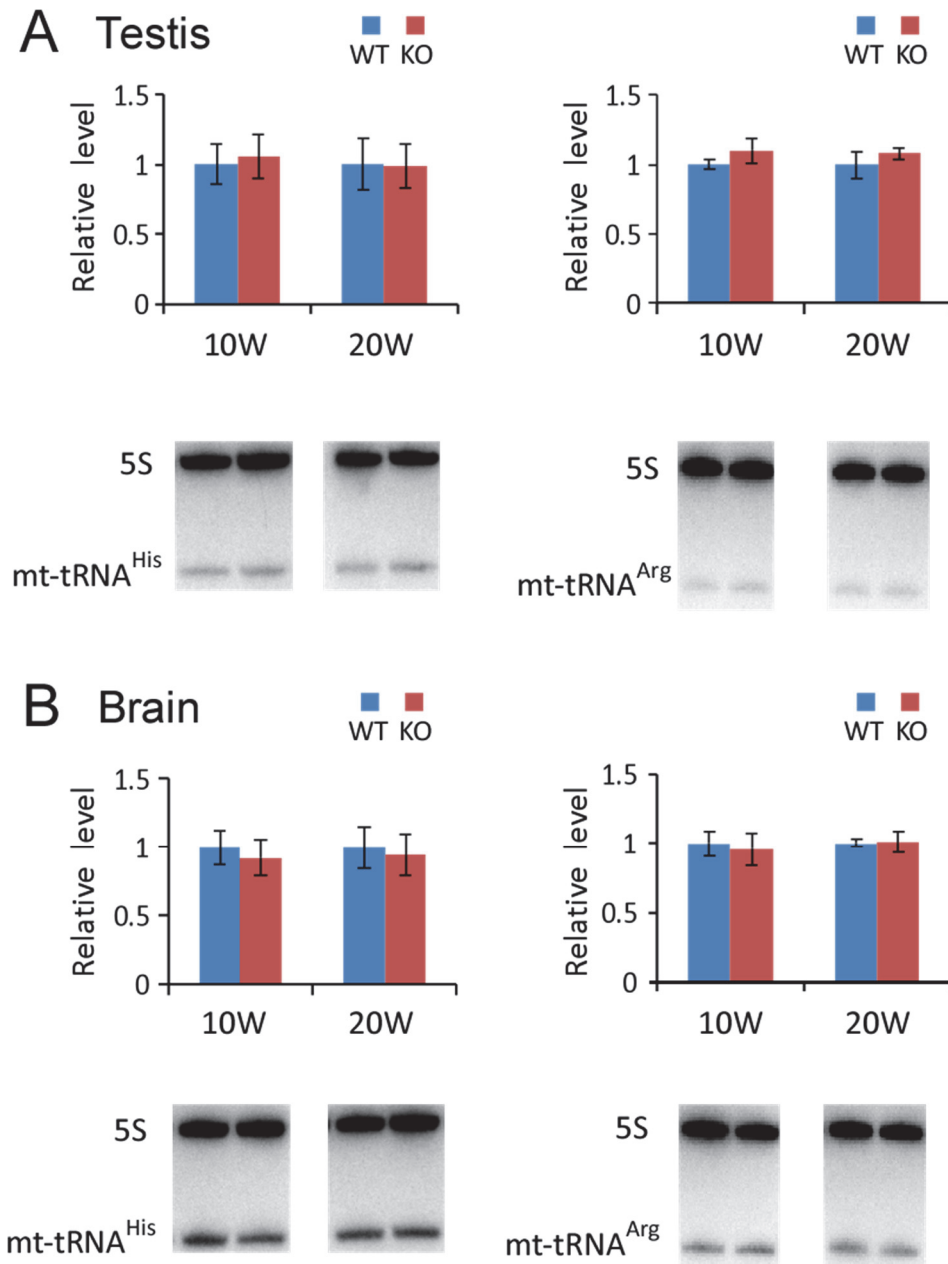 A Testis
WT KO
Relative level
1.5
1
0.5
0
10W 20W
5S
mt-tRNA^His
WT KO
Relative level
1.5
1
0.5
0
10W 20W
5S
mt-tRNA^Arg
B Brain
WT KO
Relative level
1.5
1
0.5
0
10W 20W
5S
mt-tRNA^His
WT KO
Relative level
1.5
1
0.5
0
10W 20W
5S
mt-tRNA^Arg